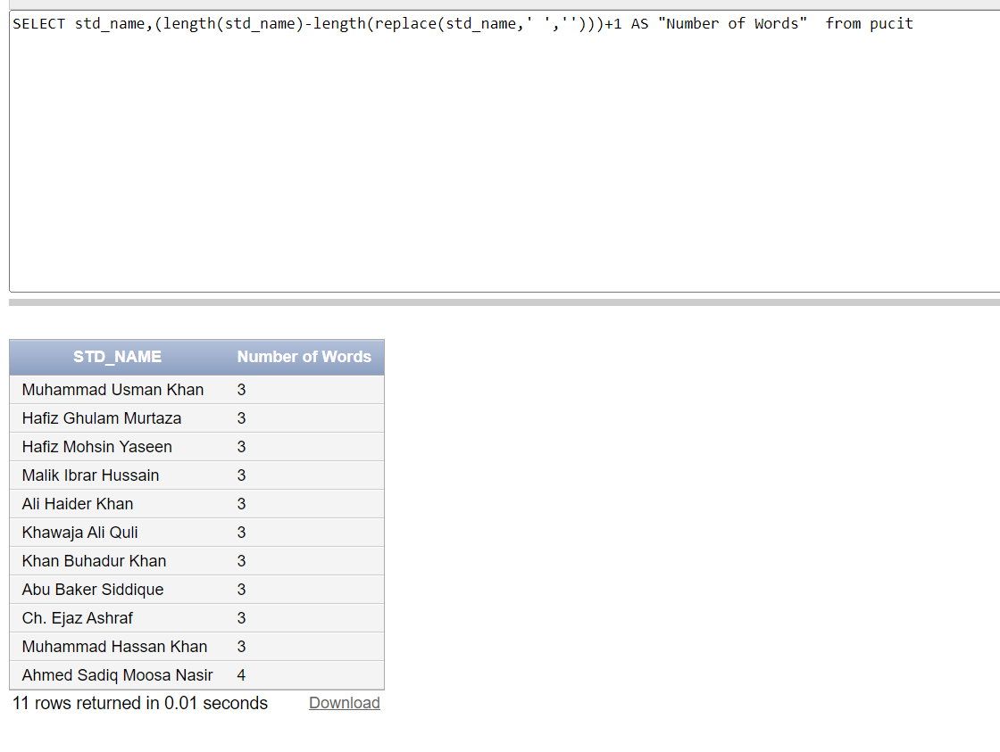 SELECT std_name,(length(std_name)-length(replace(std_name,' ','')))+1 AS "Number of Words"  from pucit
STD_NAME Number of Words
Muhammad Usman Khan 3
Hafiz Ghulam Murtaza 3
Hafiz Mohsin Yaseen 3
Malik Ibrar Hussain 3
Ali Haider Khan 3
Khawaja Ali Quli 3
Khan Buhadur Khan 3
Abu Baker Siddique 3
Ch. Ejaz Ashraf 3
Muhammad Hassan Khan 3
Ahmed Sadiq Moosa Nasir 4
11 rows returned in 0.01 seconds Download